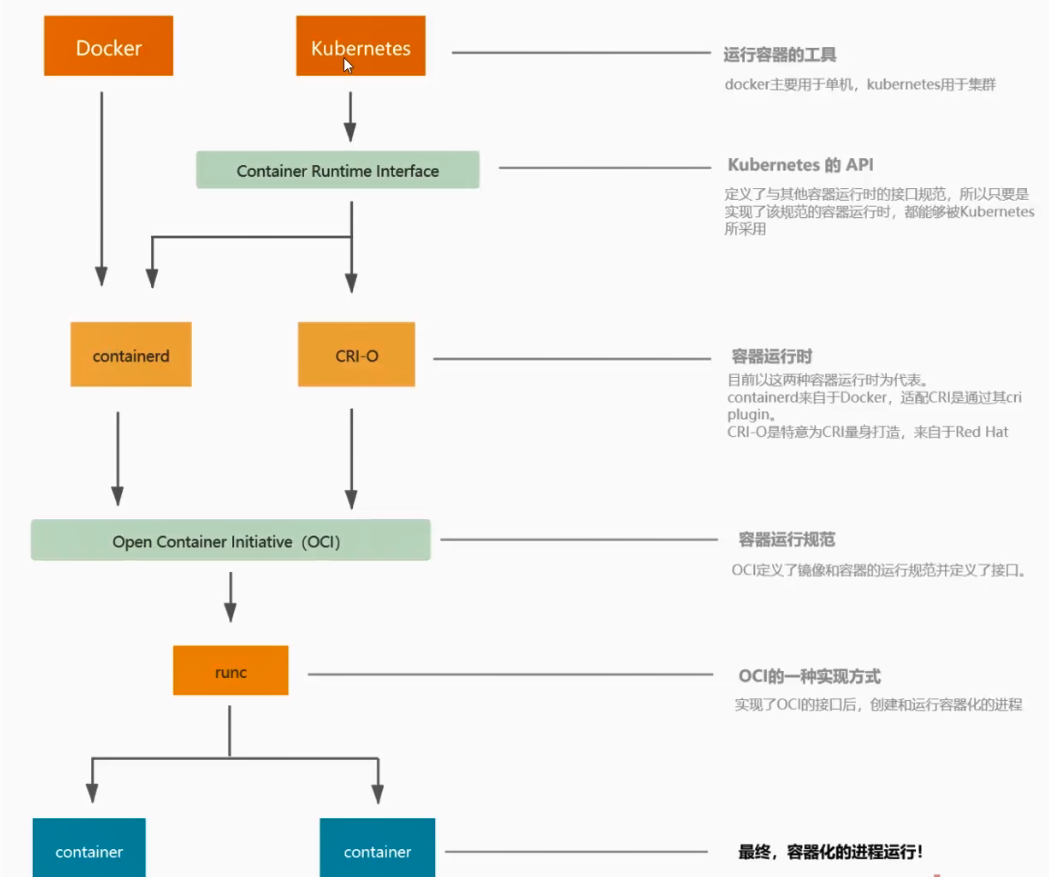 Docker
Kubernetes
运行容器的工具
docker主要用于单机，kubernetes用于集群
Container Runtime Interface
Kubernetes 的 API
定义了与其他容器运行时的接口规范，所以只要是
实现了该规范的容器运行时，都能够被Kubernetes
所采用
containerd
CRI-O
容器运行时
目前以这两种容器运行时为代表。
containerd来自于Docker，适配CRI是通过其cri
plugin。
CRI-O是特意为CRI量身打造，来自于Red Hat
Open Container Initiative（OCI）
容器运行规范
OCI定义了镜像和容器的运行规范并定义了接口。
runc
OCI的一种实现方式
实现了OCI的接口后，创建和运行容器化的进程
container
container
最终，容器化的进程运行！